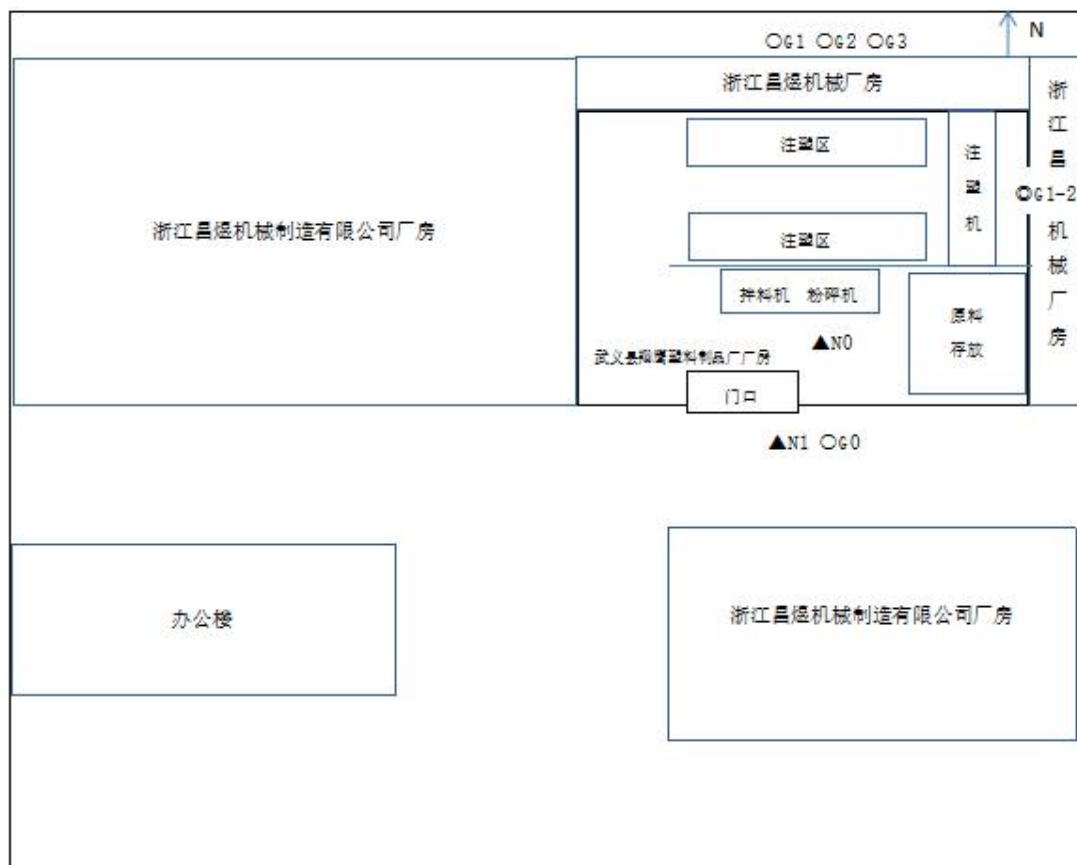 ○G1 ○G2 ○G3
N
浙江昌煜机械厂房
浙江昌
机械厂房
注塑区
注塑机
◎G1-2
浙江昌煜机械制造有限公司厂房
注塑区
拌料机 粉碎机
原料
存放
▲N0
武义县翔鹰塑料制品厂厂房
门口
▲N1 ○G0
办公楼
浙江昌煜机械制造有限公司厂房